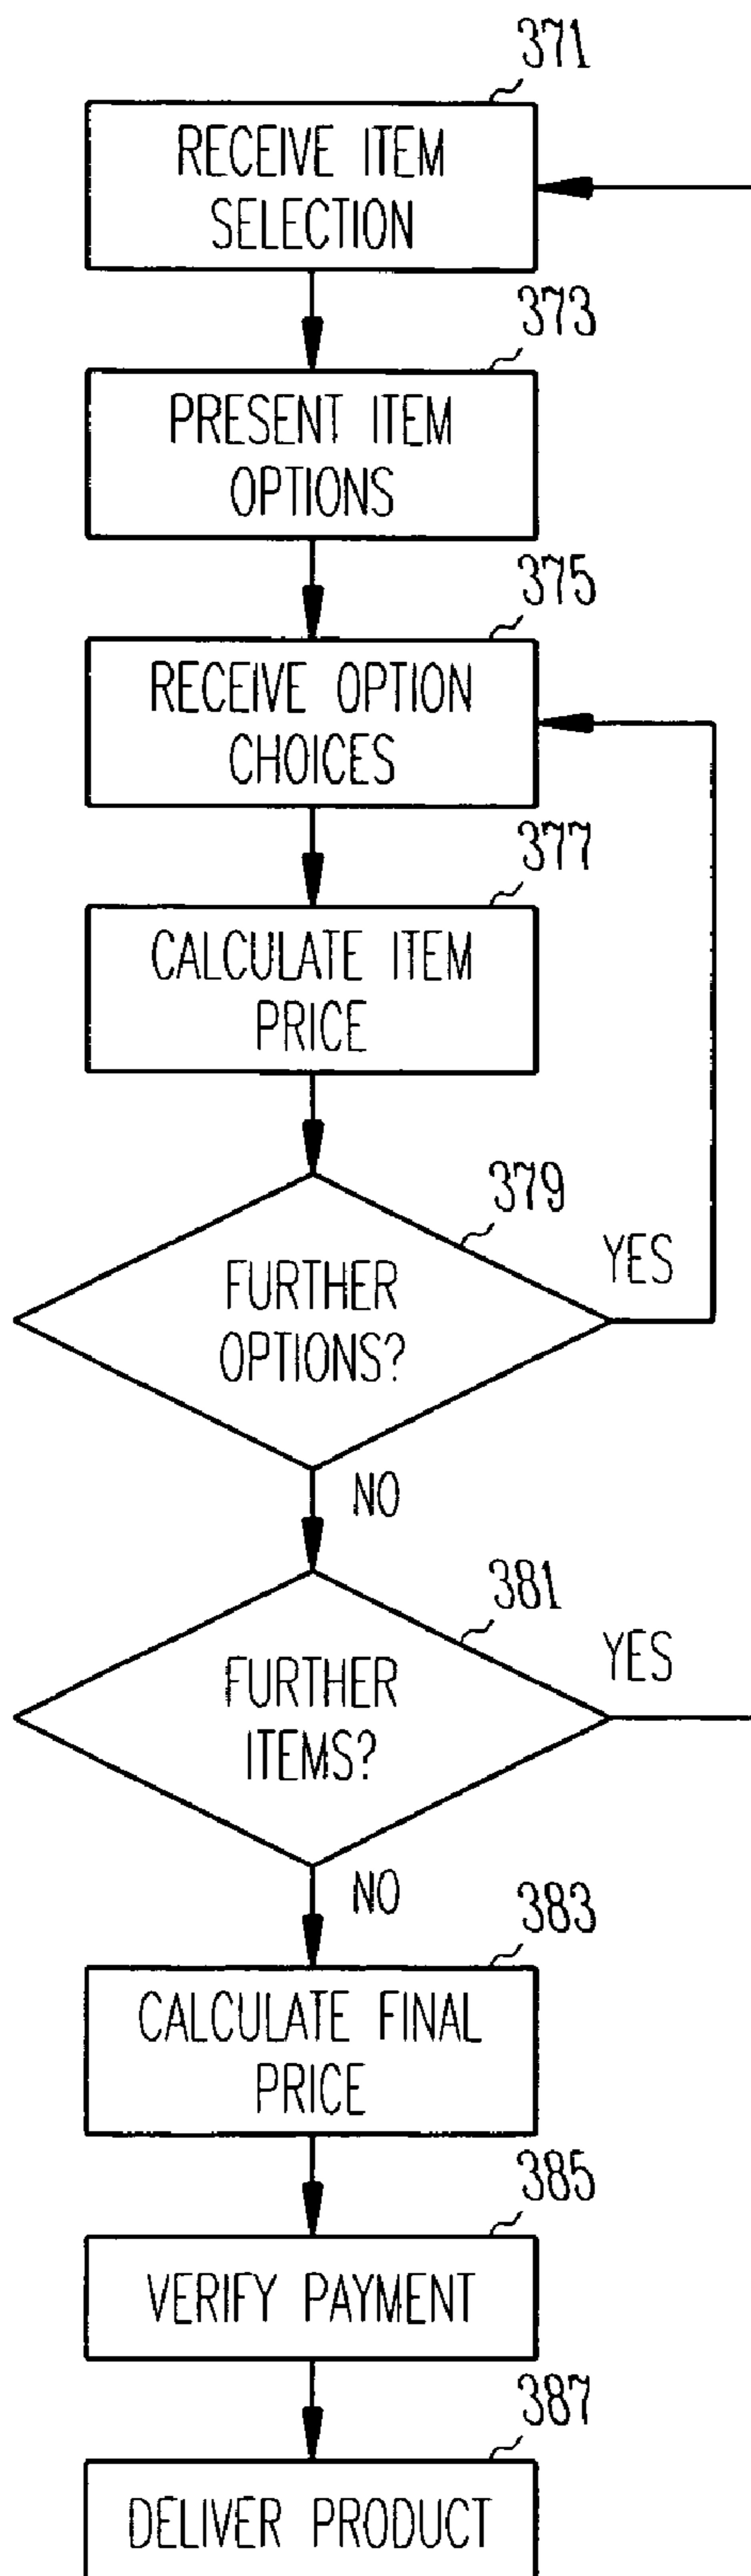 371
RECEIVE ITEM
SELECTION
373
PRESENT ITEM
OPTIONS
375
RECEIVE OPTION
CHOICES
377
CALCULATE ITEM
PRICE
379
FURTHER
OPTIONS?
YES
NO
381
FURTHER
ITEMS?
YES
NO
383
CALCULATE FINAL
PRICE
385
VERIFY PAYMENT
387
DELIVER PRODUCT